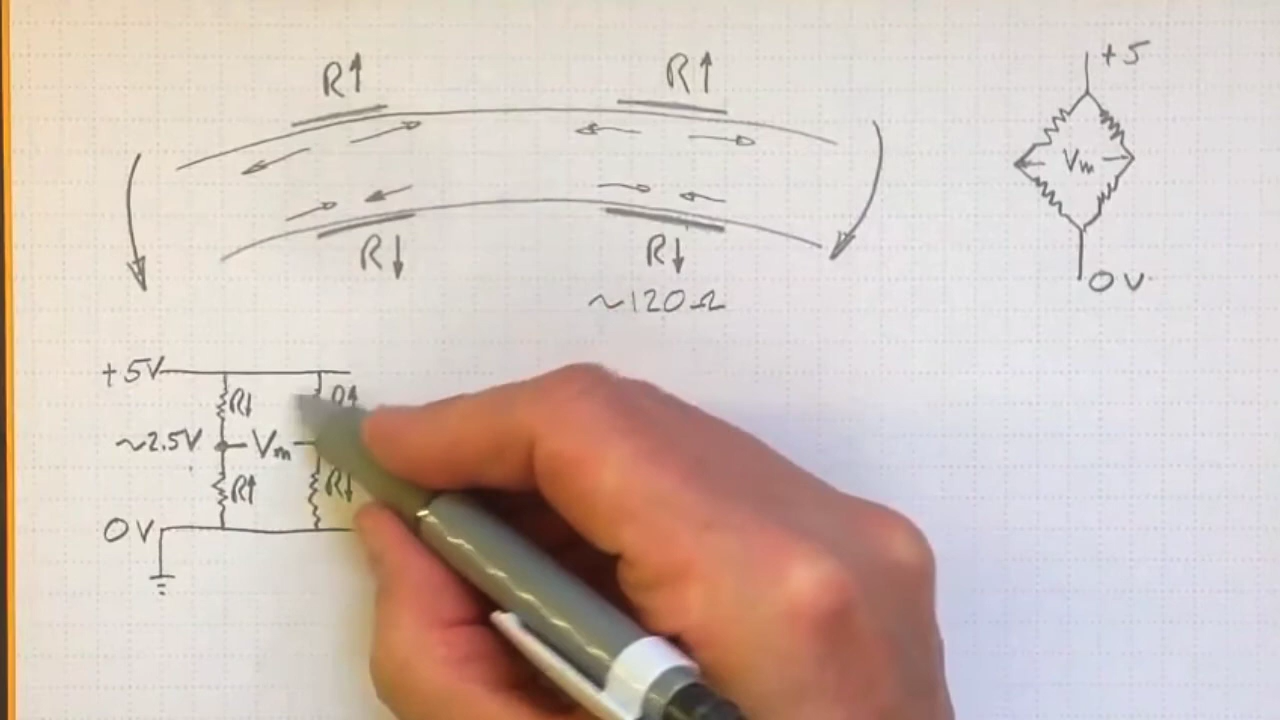 R↑ R↑
+5
Vm
R↓ R↓
0V
~120Ω
+5V
R↓ R↑
~2.5V Vm
R↑ R↓
0V